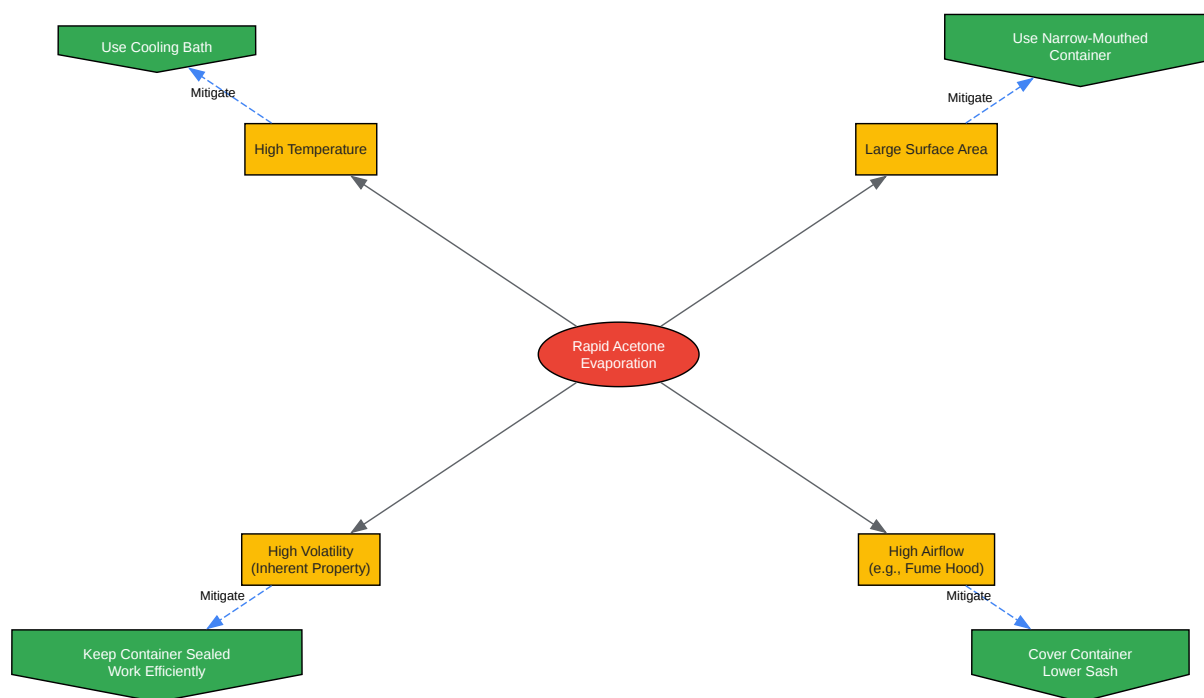 Use Cooling Bath
Use Narrow-Mouthed
Container
Mitigate
Mitigate
High Temperature
Large Surface Area
Rapid Acetone
Evaporation
High Volatility
(Inherent Property)
High Airflow
(e.g., Fume Hood)
Mitigate
Mitigate
Keep Container Sealed
Work Efficiently
Cover Container
Lower Sash